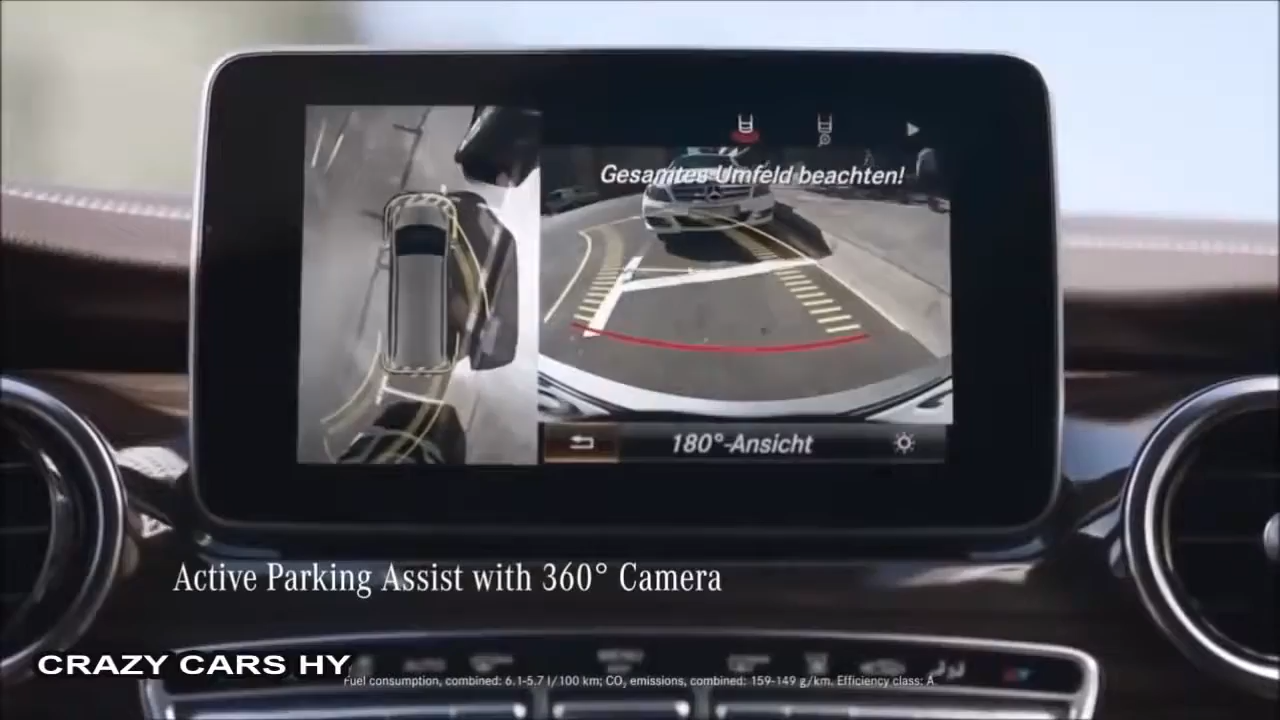 Gesamtes Umfeld beachten!
180°-Ansicht
Active Parking Assist with 360° Camera
CRAZY CARS HY
Fuel consumption, combined: 6.1-5.7 l/100 km; CO₂ emissions, combined: 159-149 g/km. Efficiency class: A